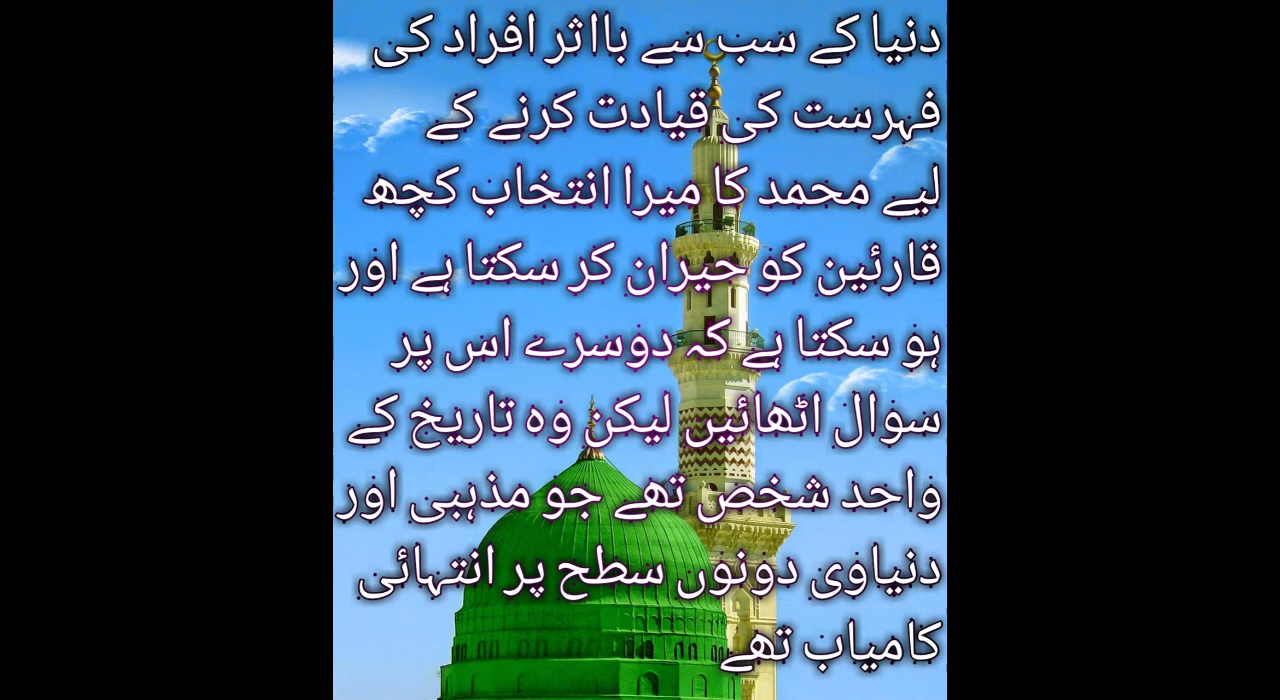 دنیا کے سب سے بااثر افراد کی
فہرست کی قیادت کرنے کے
لیے محمد کا میرا انتخاب کچھ
قارئین کو حیران کر سکتا ہے اور
ہو سکتا ہے کہ دوسرے اس پر
سوال اٹھائیں لیکن وہ تاریخ کے
واحد شخص تھے جو مذہبی اور
دنیاوی دونوں سطح پر انتہائی
کامیاب تھے